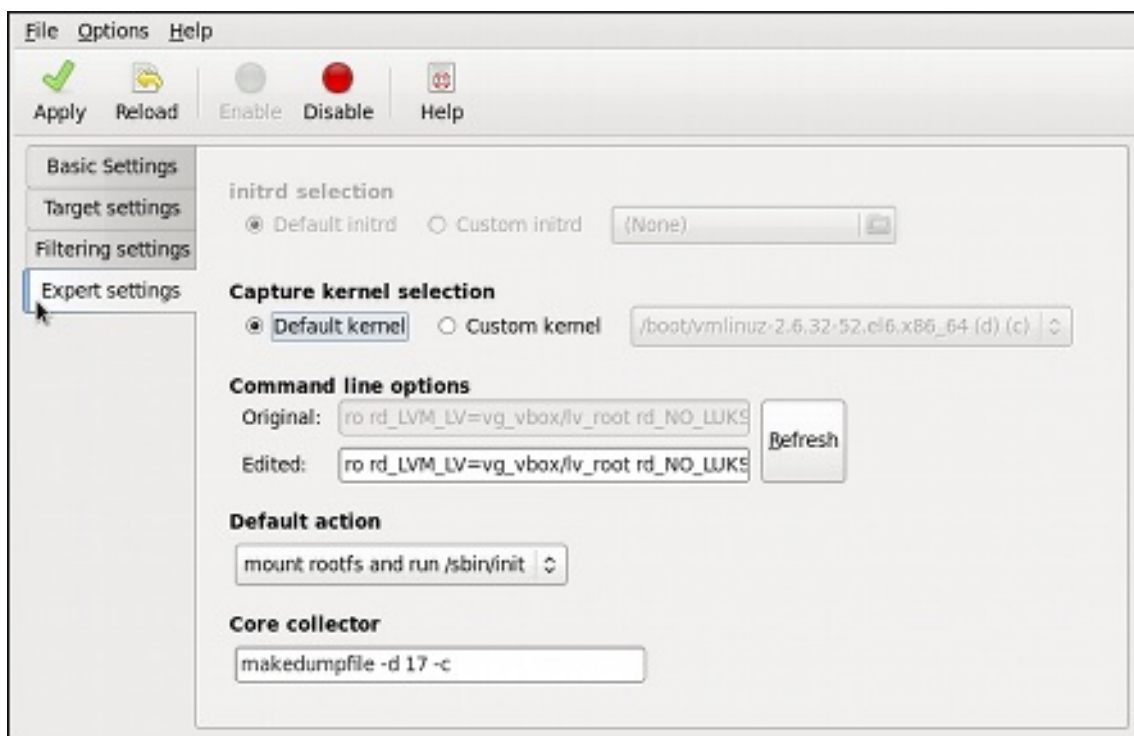 File Options Help
Apply Reload Enable Disable Help
Basic Settings
Target settings
Filtering settings
Expert settings
initrd selection
Default initrd Custom initrd (None)
Capture kernel selection
Default kernel Custom kernel /boot/vmlinuz-2.6.32-52.el6.x86_64 (d) (c)
Command line options
Original: ro rd_LVM_LV=vg_vbox/lv_root rd_NO_LUKS
Edited: ro rd_LVM_LV=vg_vbox/lv_root rd_NO_LUKS
Refresh
Default action
mount rootfs and run /sbin/init
Core collector
makedumpfile -d 17 -c